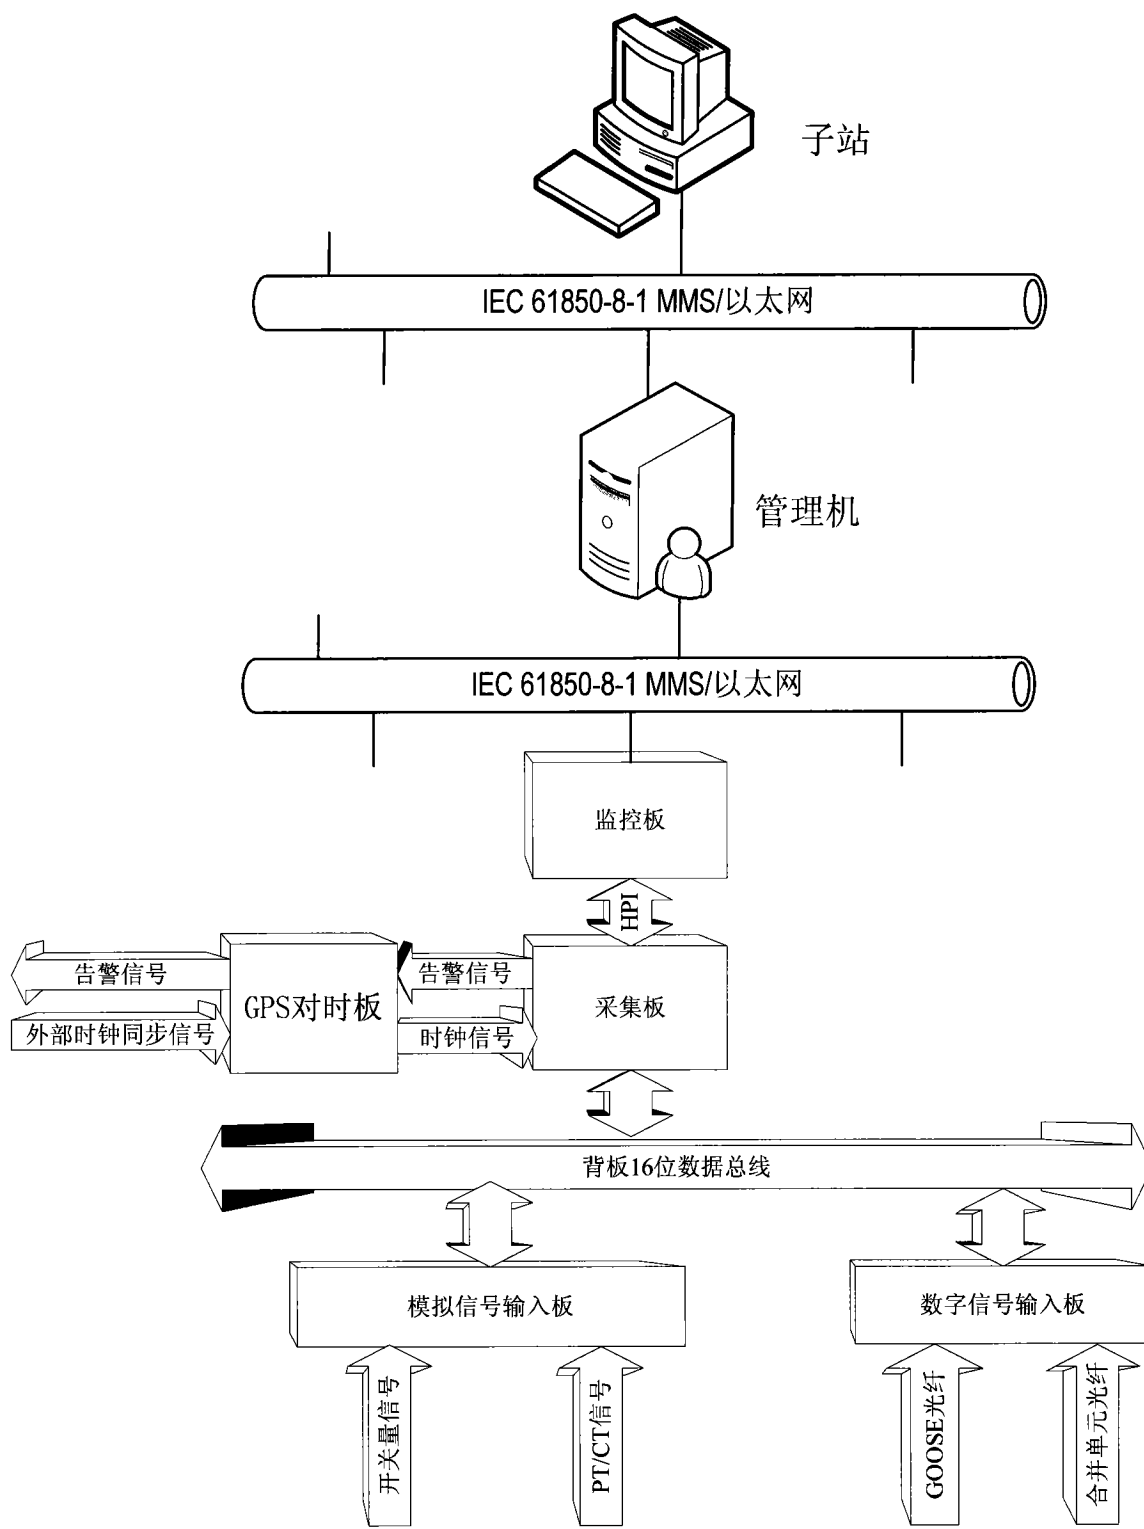 子站
IEC 61850-8-1 MMS/以太网
管理机
IEC 61850-8-1 MMS/以太网
监控板
HPI
告警信号
GPS对时板
告警信号
采集板
外部时钟同步信号
时钟信号
背板16位数据总线
模拟信号输入板
数字信号输入板
开关量信号
PT/CT信号
GOOSE光纤
合并单元光纤